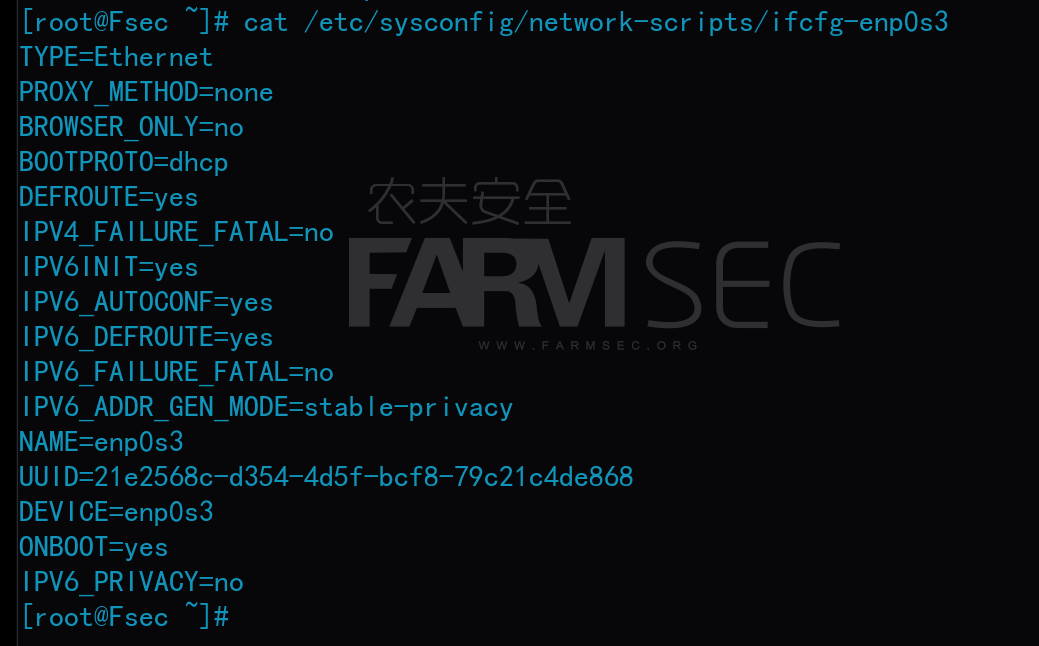 [root@Fsec ~]# cat /etc/sysconfig/network-scripts/ifcfg-enp0s3
TYPE=Ethernet
PROXY_METHOD=none
BROWSER_ONLY=no
BOOTPROTO=dhcp
DEFROUTE=yes
IPV4_FAILURE_FATAL=no
IPV6INIT=yes
IPV6_AUTOCONF=yes
IPV6_DEFROUTE=yes
IPV6_FAILURE_FATAL=no
IPV6_ADDR_GEN_MODE=stable-privacy
NAME=enp0s3
UUID=21e2568c-d354-4d5f-bcf8-79c21c4de868
DEVICE=enp0s3
ONBOOT=yes
IPV6_PRIVACY=no
[root@Fsec ~]#
农夫安全
FARMSEC
WWW.FARMSEC.ORG